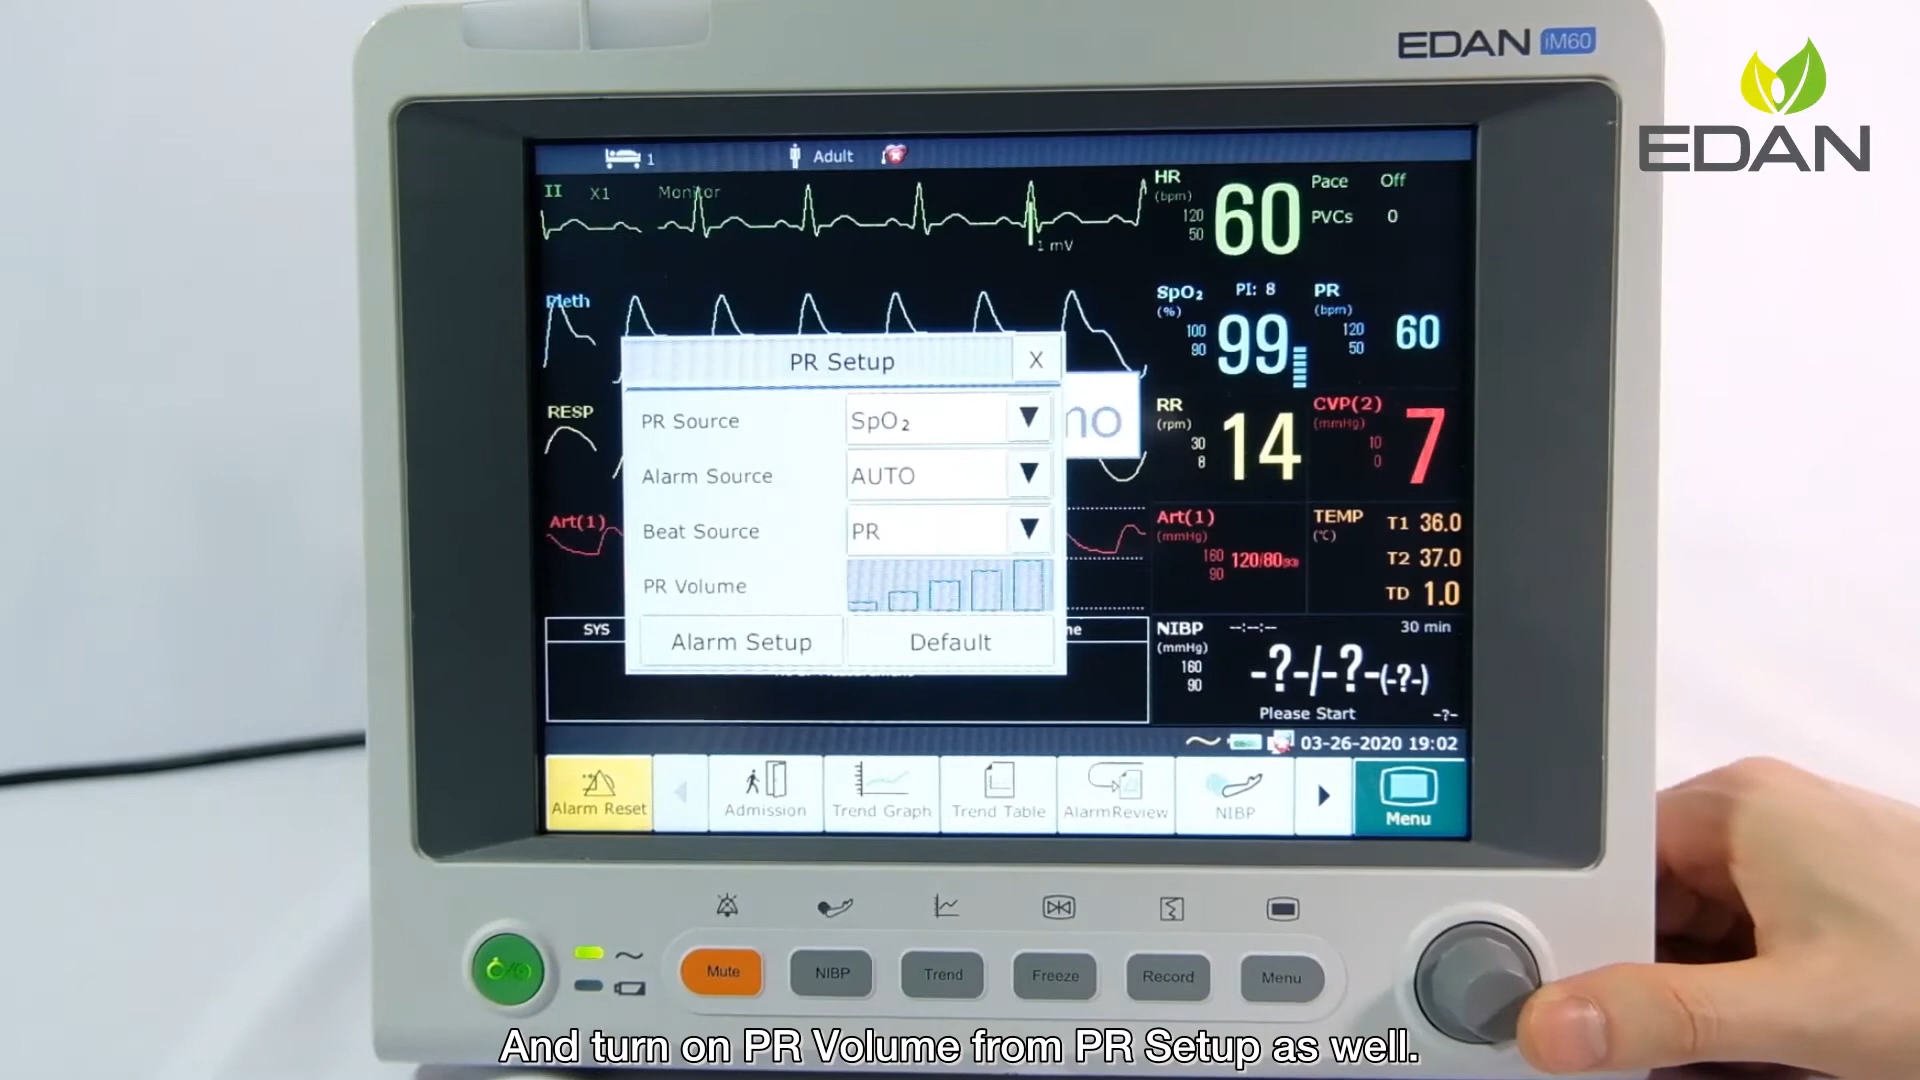 EDAN iM60
EDAN
1 Adult
II X1 Monitor
1 mV
HR
(bpm)
120
50
60
Pace Off
PVCs 0
Pleth
SpO₂ PI: 8
(%)
100
90
99
PR
(bpm)
120
50
60
PR Setup X
PR Source SpO₂ ▼
Alarm Source AUTO ▼
Beat Source PR ▼
PR Volume
Alarm Setup Default
mo
RESP
RR
(rpm)
30
8
14
CVP(2)
(mmHg)
10
0
7
Art(1)
Art(1)
(mmHg)
160
90
120/80(93)
TEMP
(℃)
T1 36.0
T2 37.0
TD 1.0
SYS
NIBP --:--:-- 30 min
(mmHg)
160
90
-?-/-?-(-?-)
Please Start -?-
03-26-2020 19:02
Alarm Reset
Admission
Trend Graph
Trend Table
AlarmReview
NIBP
Menu
Mute
NIBP
Trend
Freeze
Record
Menu
And turn on PR Volume from PR Setup as well.